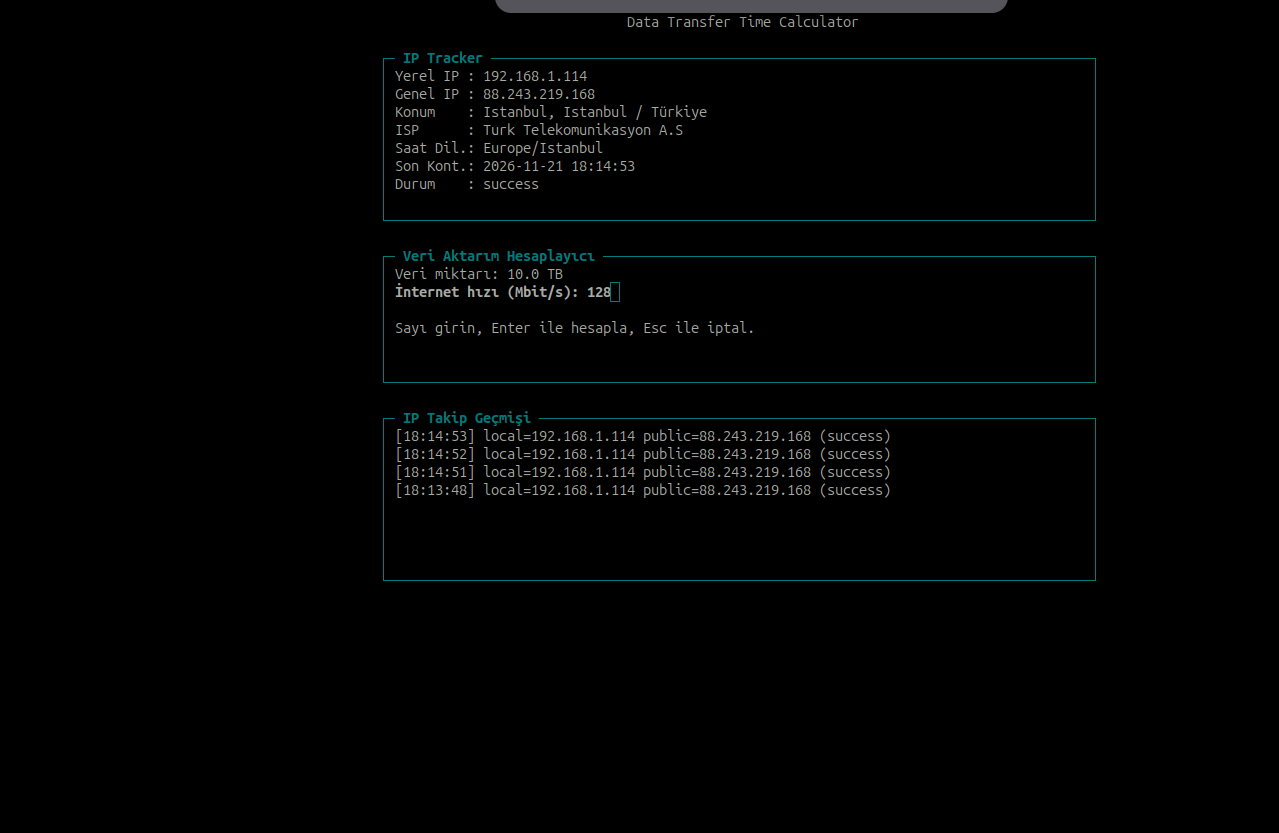 Data Transfer Time Calculator
IP Tracker
Yerel IP : 192.168.1.114
Genel IP : 88.243.219.168
Konum    : Istanbul, Istanbul / Türkiye
ISP      : Turk Telekomunikasyon A.S
Saat Dil.: Europe/Istanbul
Son Kont.: 2026-11-21 18:14:53
Durum    : success
Veri Aktarım Hesaplayıcı
Veri miktarı: 10.0 TB
İnternet hızı (Mbit/s): 128
Sayı girin, Enter ile hesapla, Esc ile iptal.
IP Takip Geçmişi
[18:14:53] local=192.168.1.114 public=88.243.219.168 (success)
[18:14:52] local=192.168.1.114 public=88.243.219.168 (success)
[18:14:51] local=192.168.1.114 public=88.243.219.168 (success)
[18:13:48] local=192.168.1.114 public=88.243.219.168 (success)